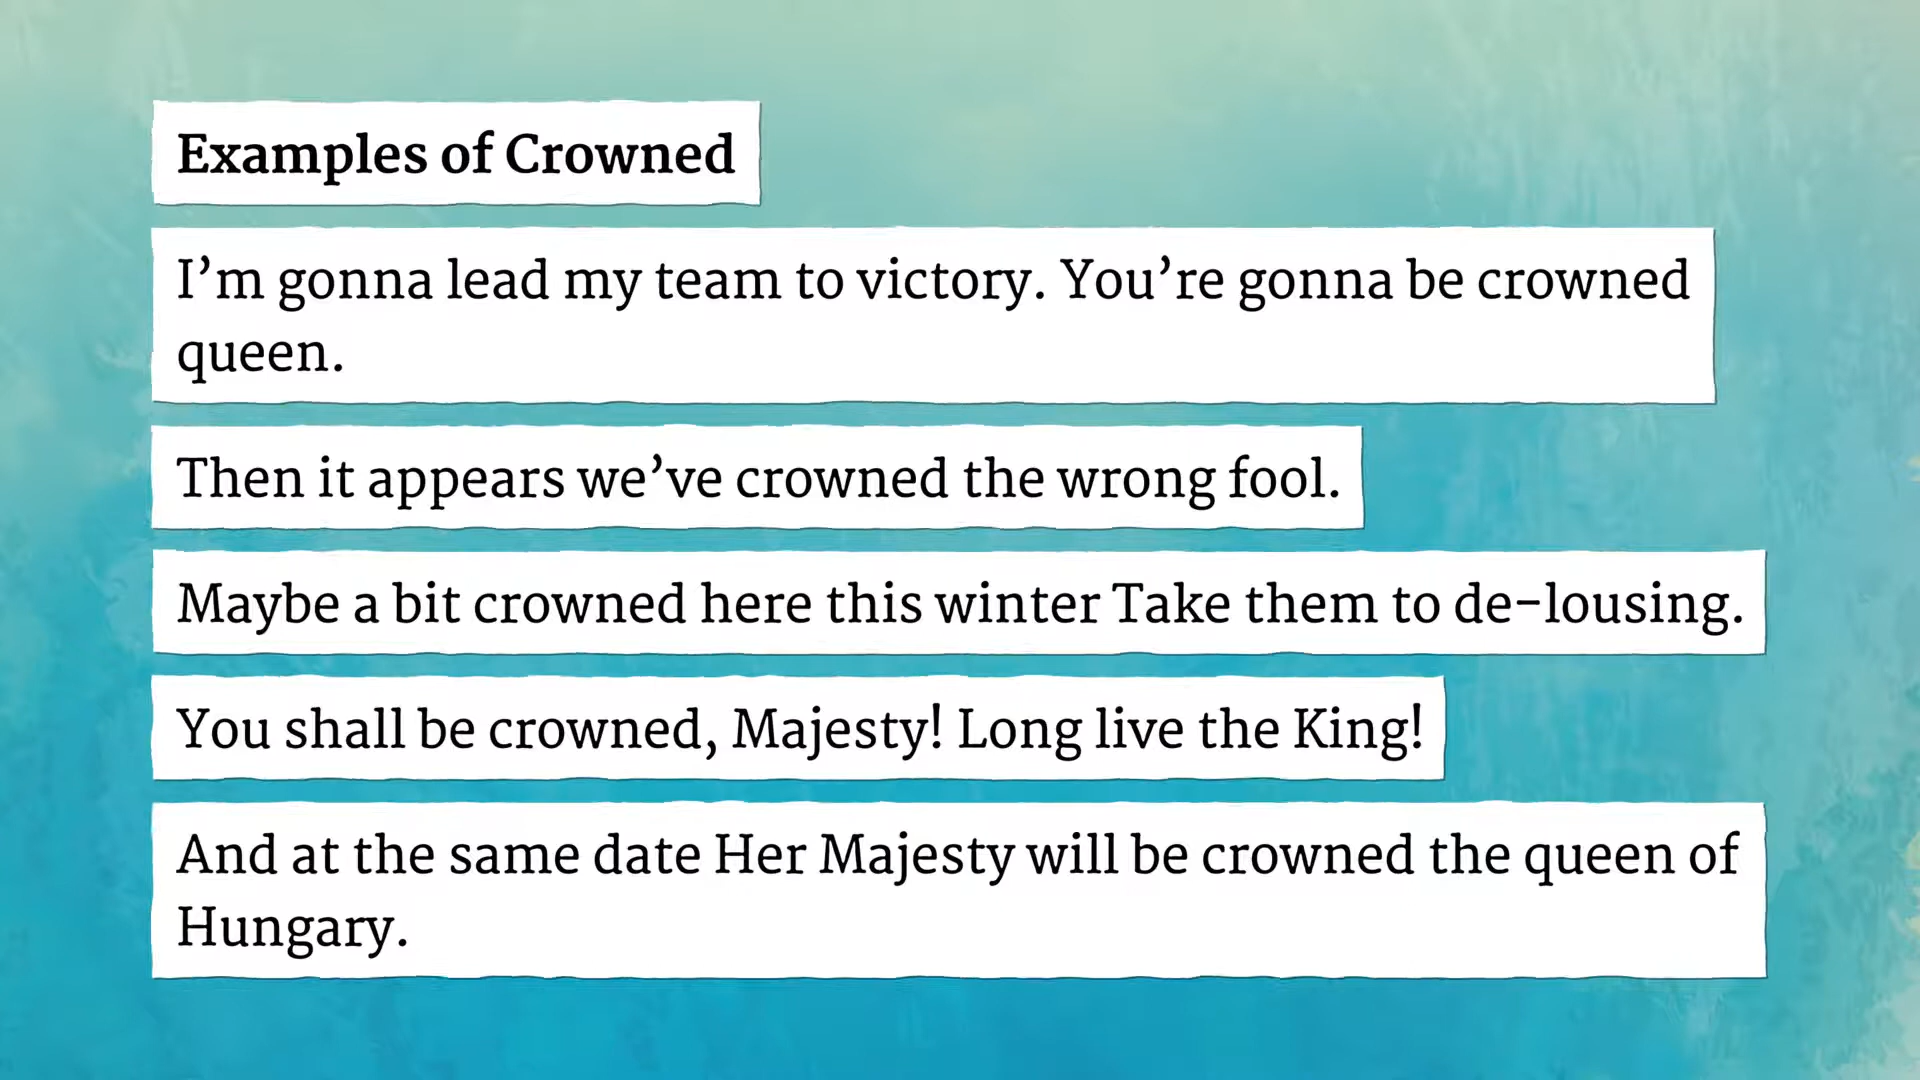 Examples of Crowned
I’m gonna lead my team to victory. You’re gonna be crowned
queen.
Then it appears we’ve crowned the wrong fool.
Maybe a bit crowned here this winter Take them to de-lousing.
You shall be crowned, Majesty! Long live the King!
And at the same date Her Majesty will be crowned the queen of
Hungary.